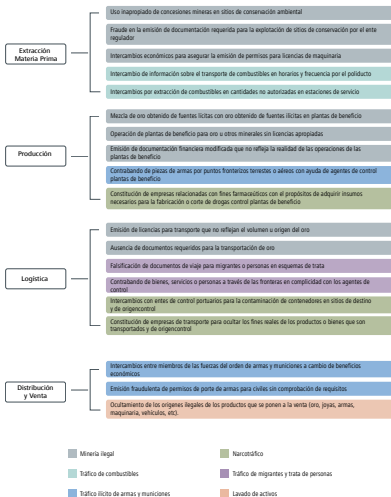 Extracción
Materia Prima
Uso inapropiado de concesiones mineras en sitios de conservación ambiental
Fraude en la emisión de documentación requerida para la explotación de sitios de conservación por el ente
regulador
Intercambios económicos para asegurar la emisión de permisos para licencias de maquinaria
Intercambio de información sobre el transporte de combustibles en horarios y frecuencia por el poliducto
Intercambios por extracción de combustibles en cantidades no autorizadas en estaciones de servicio
Producción
Mezcla de oro obtenido de fuentes lícitas con oro obtenido de fuentes ilícitas en plantas de beneficio
Operación de plantas de beneficio para oro u otros minerales sin licencias apropiadas
Emisión de documentación financiera modificada que no refleja la realidad de las operaciones de las
plantas de beneficio
Contrabando de piezas de armas por puntos fronterizos terrestres o aéreos con ayuda de agentes de control
plantas de beneficio
Constitución de empresas relacionadas con fines farmacéuticos con el propósitos de adquirir insumos
necesarios para la fabricación o corte de drogas control plantas de beneficio
Logística
Emisión de licencias para transporte que no reflejan el volumen u origen del oro
Ausencia de documentos requeridos para la transportación de oro
Falsificación de documentos de viaje para migrantes o personas en esquemas de trata
Contrabando de bienes, servicios o personas a través de las fronteras en complicidad con los agentes de
control
Intercambios con entes de control portuarios para la contaminación de contenedores en sitios de destino
y de origencontrol
Constitución de empresas de transporte para ocultar los fines reales de los productos o bienes que son
transportados y de origencontrol
Distribución
y Venta
Intercambios entre miembros de las fuerzas del orden de armas y municiones a cambio de beneficios
económicos
Emisión fraudulenta de permisos de porte de armas para civiles sin comprobación de requisitos
Ocultamiento de los orígenes ilegales de los productos que se ponen a la venta (oro, joyas, armas,
maquinaria, vehículos, etc).
Minería ilegal
Narcotráfico
Tráfico de combustibles
Tráfico de migrantes y trata de personas
Tráfico ilícito de armas y municiones
Lavado de activos